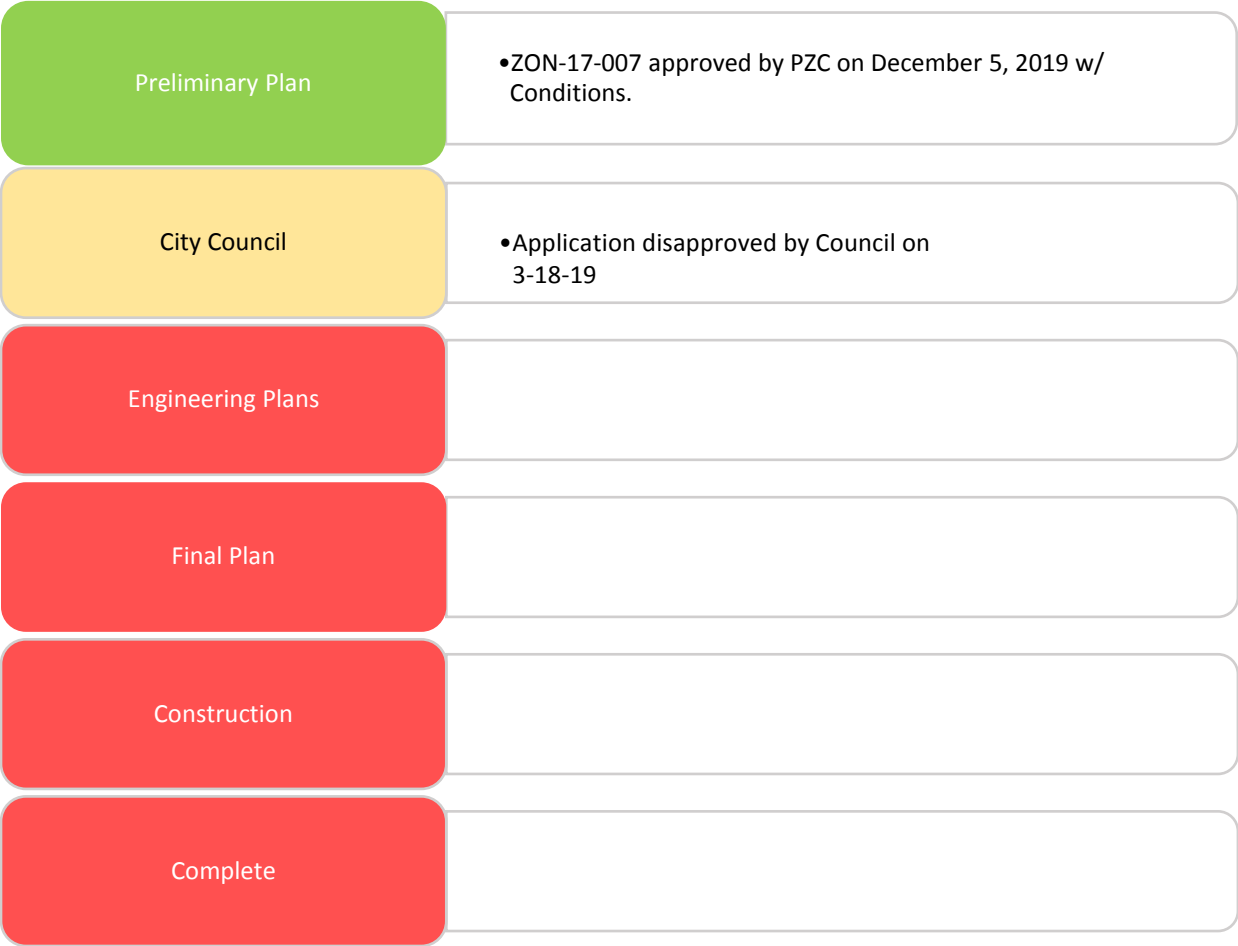 Preliminary Plan
•ZON-17-007 approved by PZC on December 5, 2019 w/
Conditions.
City Council
•Application disapproved by Council on
3-18-19
Engineering Plans
Final Plan
Construction
Complete